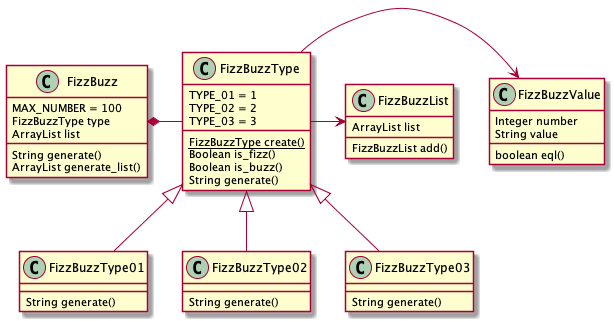 C FizzBuzz
MAX_NUMBER = 100
FizzBuzzType type
ArrayList list
String generate()
ArrayList generate_list()
C FizzBuzzType
TYPE_01 = 1
TYPE_02 = 2
TYPE_03 = 3
FizzBuzzType create()
Boolean is_fizz()
Boolean is_buzz()
String generate()
C FizzBuzzList
ArrayList list
FizzBuzzList add()
C FizzBuzzValue
Integer number
String value
boolean eql()
C FizzBuzzType01
String generate()
C FizzBuzzType02
String generate()
C FizzBuzzType03
String generate()